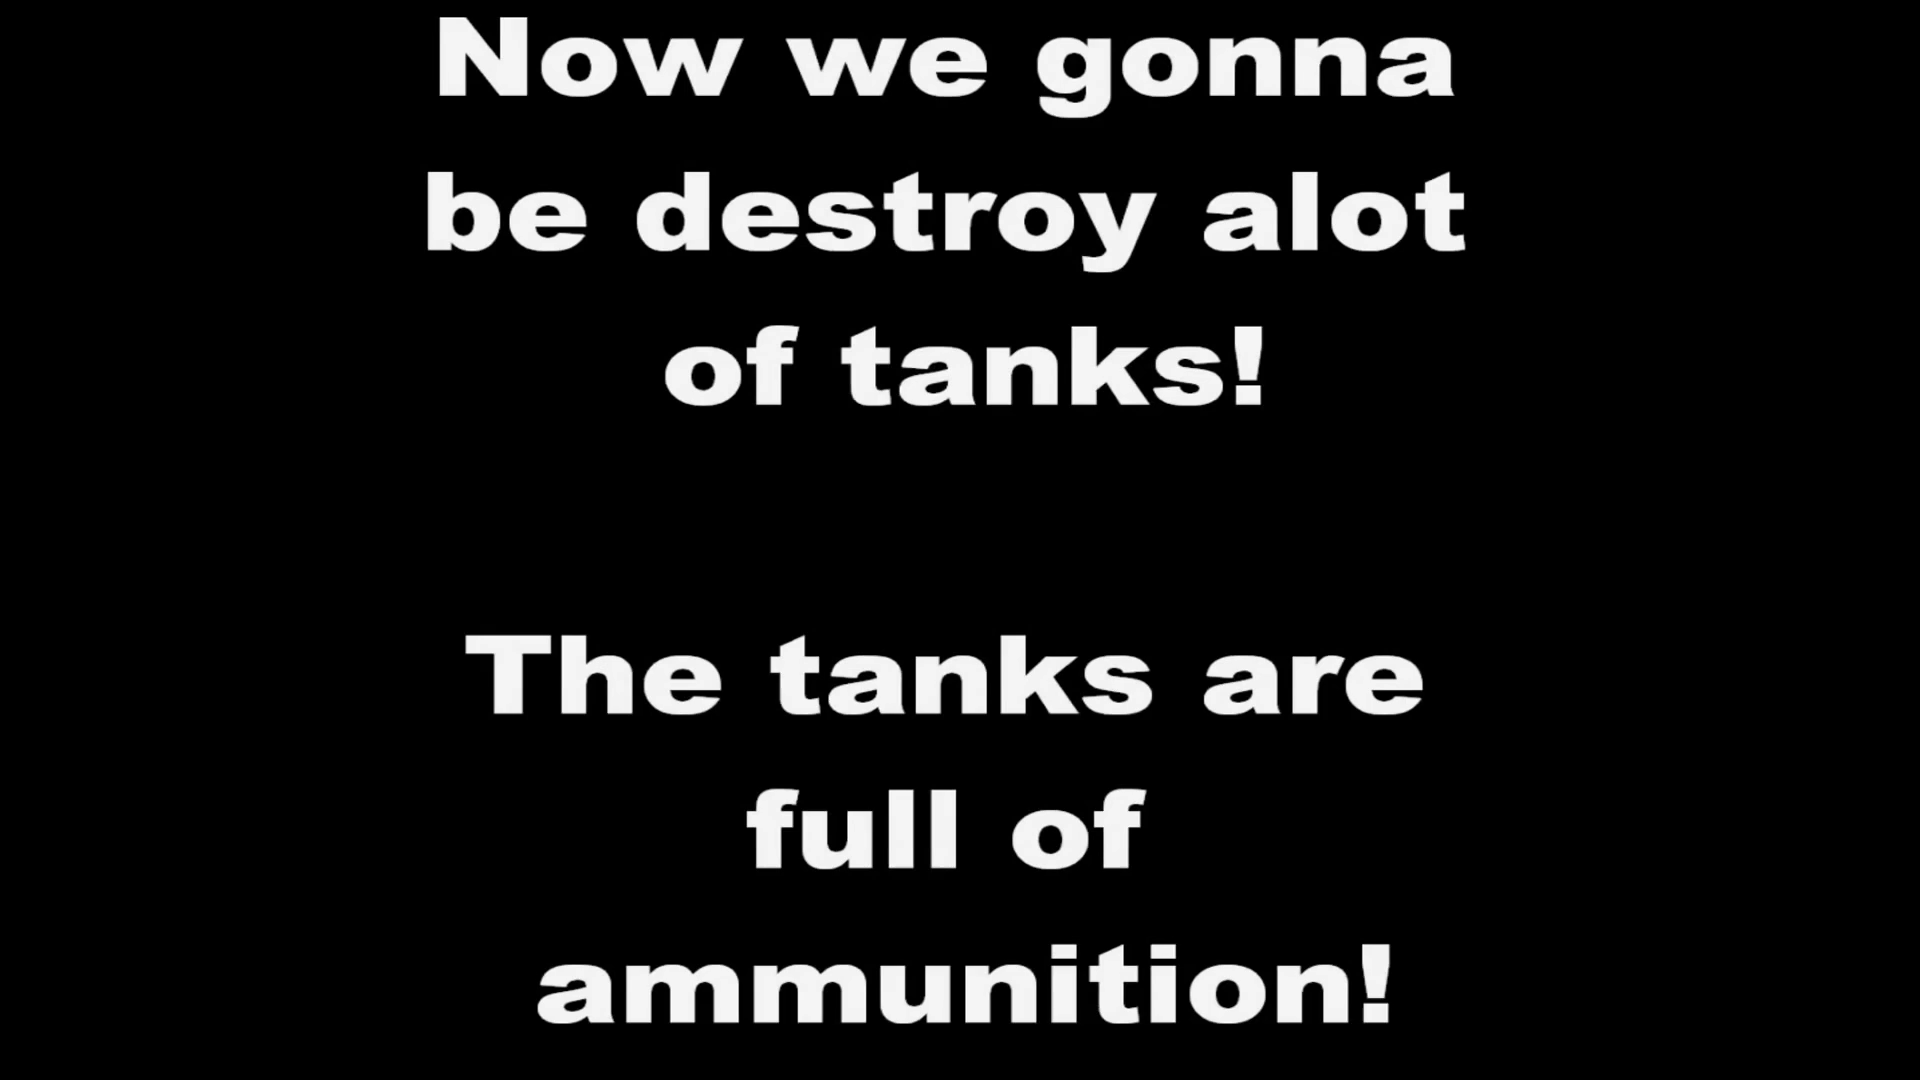 Now we gonna
be destroy alot
of tanks!
The tanks are
full of
ammunition!